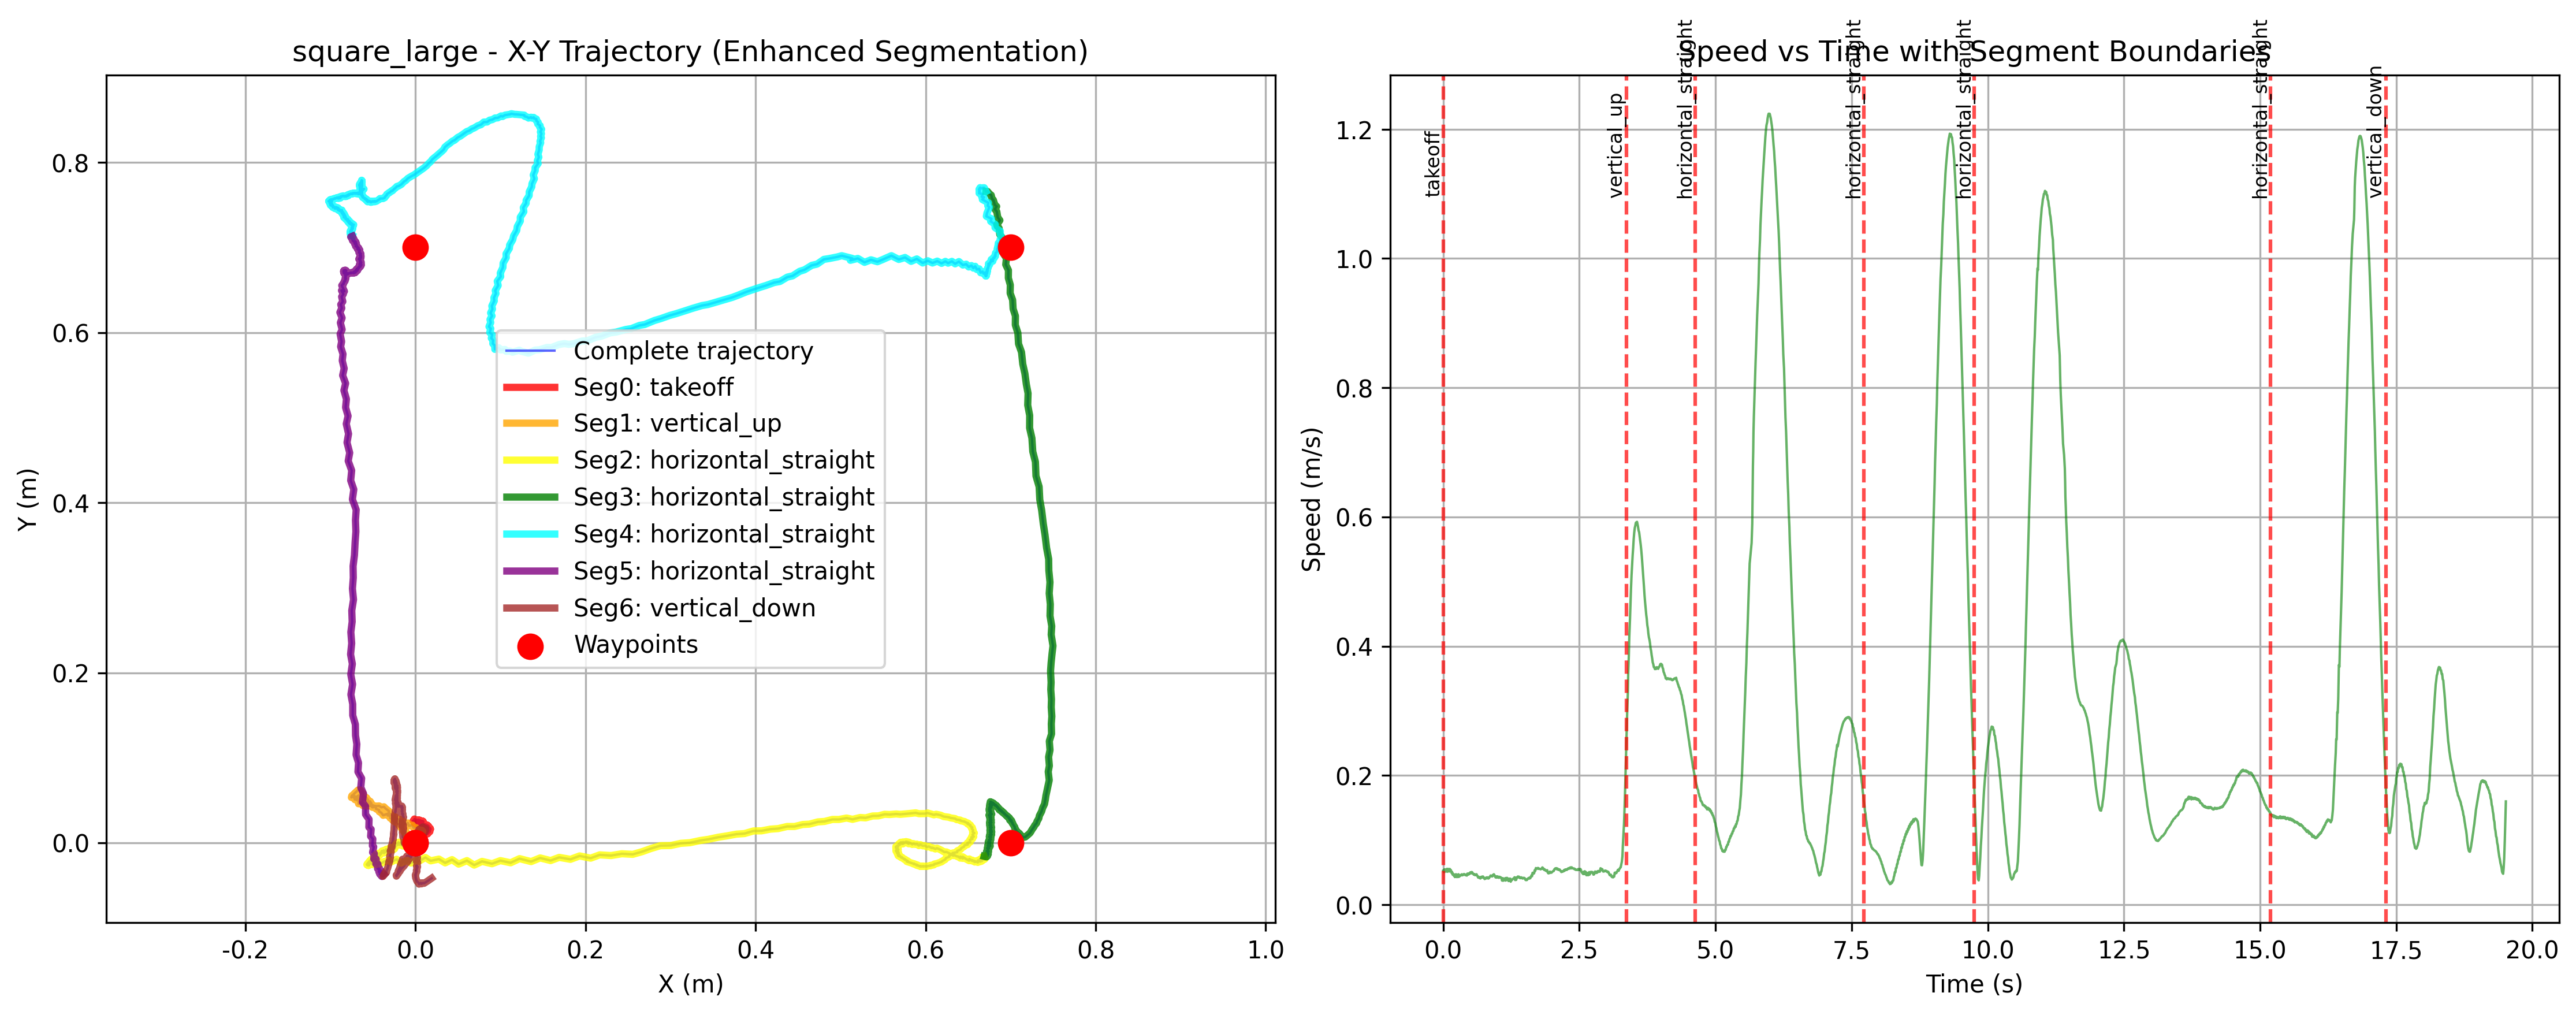 square_large - X-Y Trajectory (Enhanced Segmentation)
Y (m)
0.8
0.6
0.4
0.2
0.0
-0.2
0.0
0.2
0.4
0.6
0.8
1.0
X (m)
Complete trajectory
Seg0: takeoff
Seg1: vertical_up
Seg2: horizontal_straight
Seg3: horizontal_straight
Seg4: horizontal_straight
Seg5: horizontal_straight
Seg6: vertical_down
Waypoints
Speed vs Time with Segment Boundaries
takeoff
vertical_up
horizontal_straight
horizontal_straight
horizontal_straight
horizontal_straight
vertical_down
Speed (m/s)
1.2
1.0
0.8
0.6
0.4
0.2
0.0
0.0
2.5
5.0
7.5
10.0
12.5
15.0
17.5
20.0
Time (s)